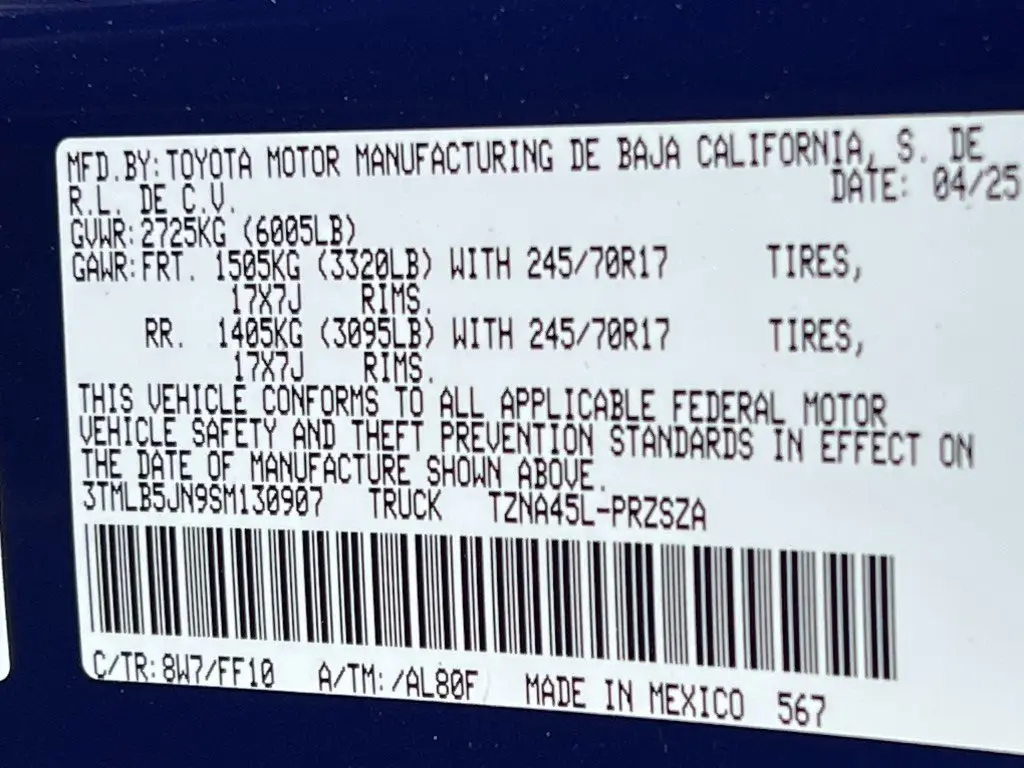 MFD.BY:TOYOTA MOTOR MANUFACTURING DE BAJA CALIFORNIA, S. DE
R.L. DE C.V. DATE: 04/25
GVWR:2725KG (6005LB)
GAWR:FRT. 1505KG (3320LB) WITH 245/70R17 TIRES,
17X7J RIMS.
RR. 1405KG (3095LB) WITH 245/70R17 TIRES,
17X7J RIMS.
THIS VEHICLE CONFORMS TO ALL APPLICABLE FEDERAL MOTOR
VEHICLE SAFETY AND THEFT PREVENTION STANDARDS IN EFFECT ON
THE DATE OF MANUFACTURE SHOWN ABOVE.
3TMLB5JN9SM130907 TRUCK TZNA45L-PRZSZA
C/TR:8W7/FF10 A/TM:/AL80F MADE IN MEXICO 567